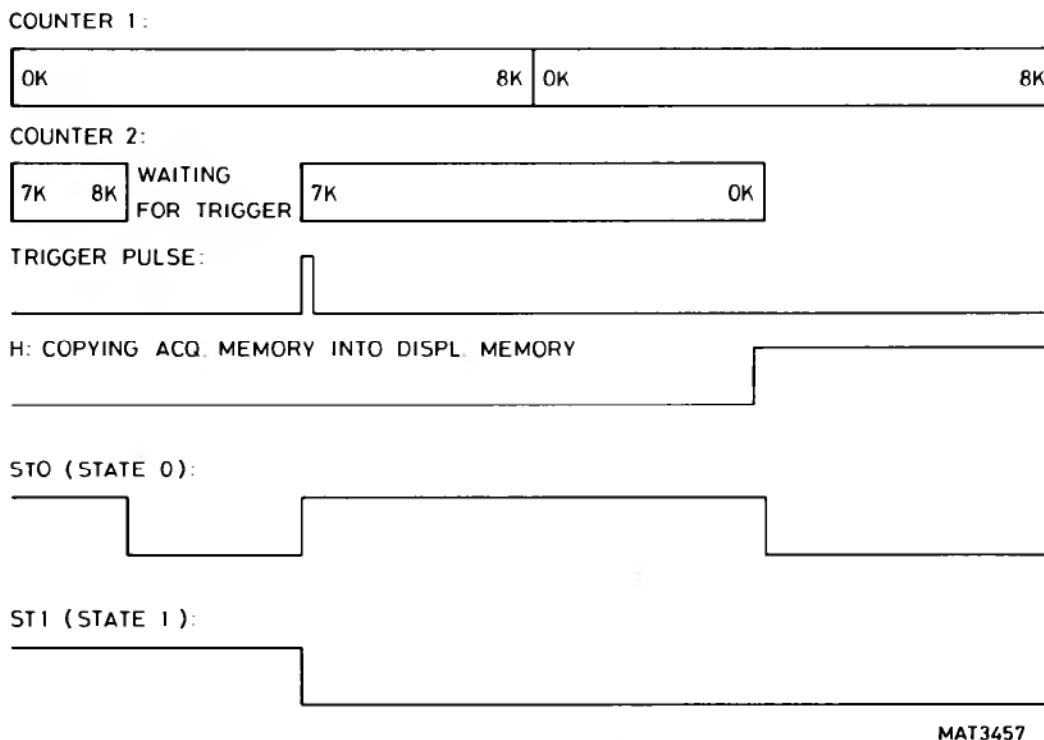 COUNTER 1:
0K 8K 0K 8K
COUNTER 2:
7K 8K WAITING FOR TRIGGER 7K 0K
TRIGGER PULSE:
H: COPYING ACQ. MEMORY INTO DISPL. MEMORY
ST0 (STATE 0):
ST1 (STATE 1):
MAT3457